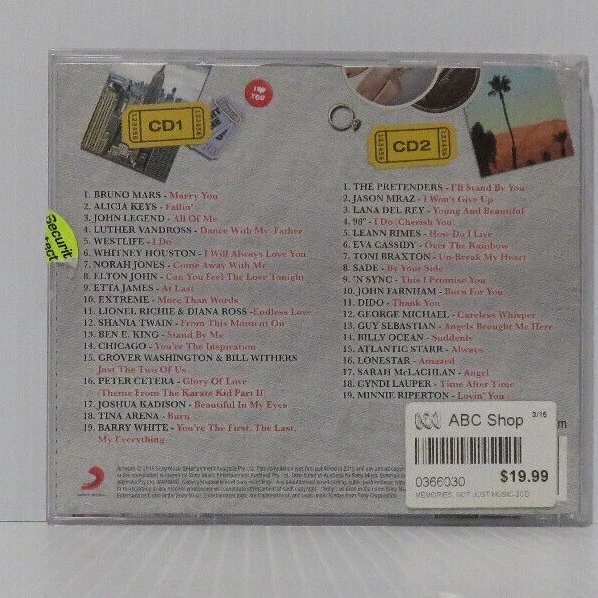 I ❤ YOU
123456
CD1
123456
123456
CD2
123456
1. BRUNO MARS - Marry You
2. ALICIA KEYS - Fallin'
3. JOHN LEGEND - All Of Me
4. LUTHER VANDROSS - Dance With My Father
5. WESTLIFE - I Do
6. WHITNEY HOUSTON - I Will Always Love You
7. NORAH JONES - Come Away With Me
8. ELTON JOHN - Can You Feel The Love Tonight
9. ETTA JAMES - At Last
10. EXTREME - More Than Words
11. LIONEL RICHIE & DIANA ROSS -Endless Love
12. SHANIA TWAIN - From This Moment On
13. BEN E. KING - Stand By Me
14. CHICAGO - You're The Inspiration
15. GROVER WASHINGTON & BILL WITHERS
Just The Two Of Us
16. PETER CETERA - Glory Of Love
(Theme From The Karate Kid Part II)
17. JOSHUA KADISON - Beautiful In My Eyes
18. TINA ARENA - Burn
19. BARRY WHITE - You're The First, The Last,
My Everything
1. THE PRETENDERS - I'll Stand By You
2. JASON MRAZ - I Won't Give Up
3. LANA DEL REY - Young And Beautiful
4. 98° - I Do (Cherish You)
5. LEANN RIMES - How Do I Live
6. EVA CASSIDY - Over The Rainbow
7. TONI BRAXTON - Un-Break My Heart
8. SADE - By Your Side
9. 'N SYNC - This I Promise You
10. JOHN FARNHAM - Burn For You
11. DIDO - Thank You
12. GEORGE MICHAEL - Careless Whisper
13. GUY SEBASTIAN - Angels Brought Me Here
14. BILLY OCEAN - Suddenly
15. ATLANTIC STARR - Always
16. LONESTAR - Amazed
17. SARAH McLACHLAN - Angel
18. CYNDI LAUPER - Time After Time
19. MINNIE RIPERTON - Lovin' You
Securit
ABC Shop
3/16
m
0366030
$19.99
MEMORIES, NOT JUST MUSIC 2CD